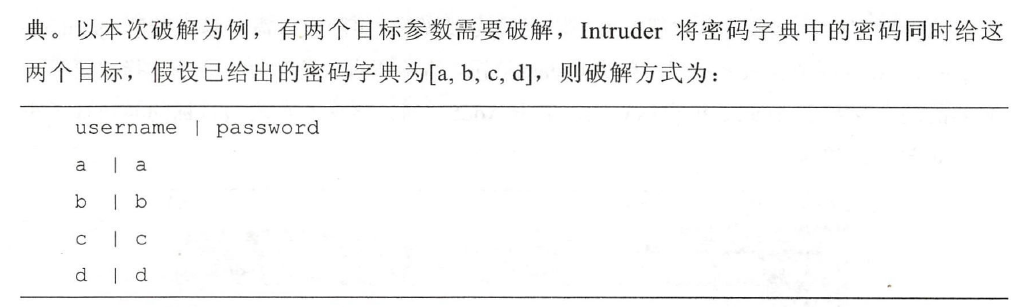 典。以本次破解为例，有两个目标参数需要破解，Intruder 将密码字典中的密码同时给这
两个目标，假设已给出的密码字典为[a, b, c, d]，则破解方式为：
username | password
a | a
b | b
c | c
d | d